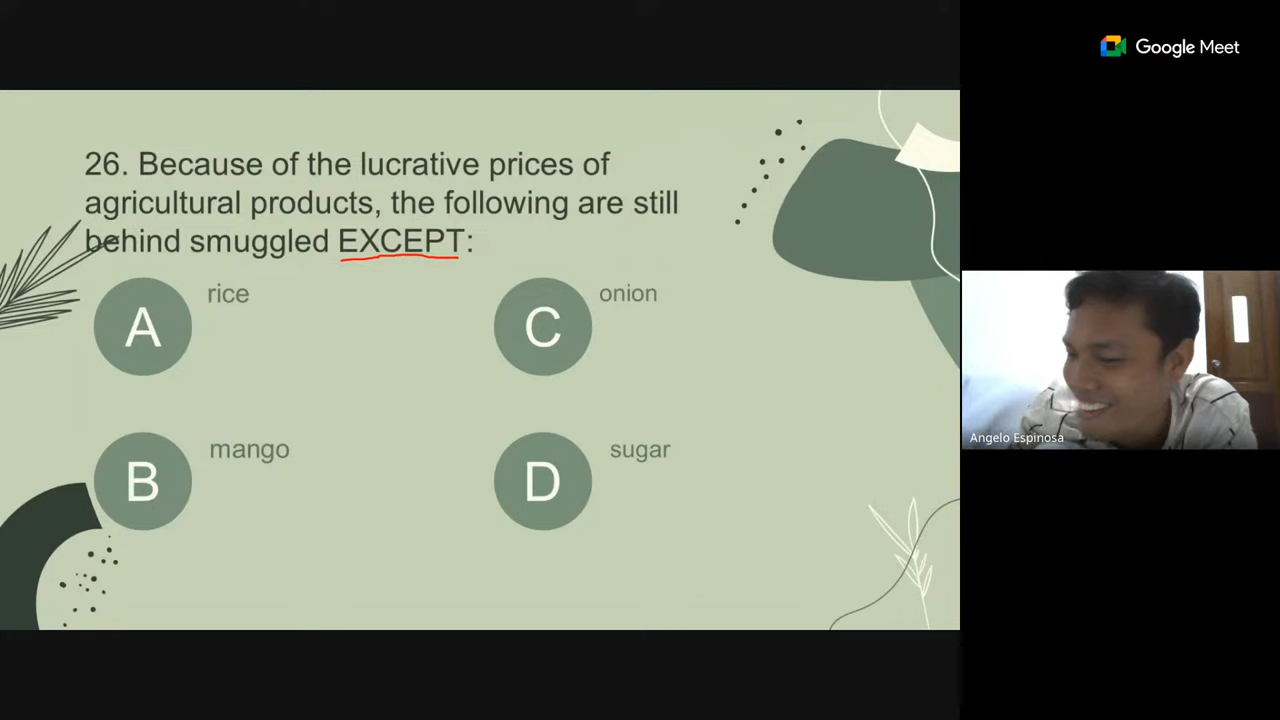 Google Meet
26. Because of the lucrative prices of
agricultural products, the following are still
behind smuggled EXCEPT:
A
rice
C
onion
B
mango
D
sugar
Angelo Espinosa